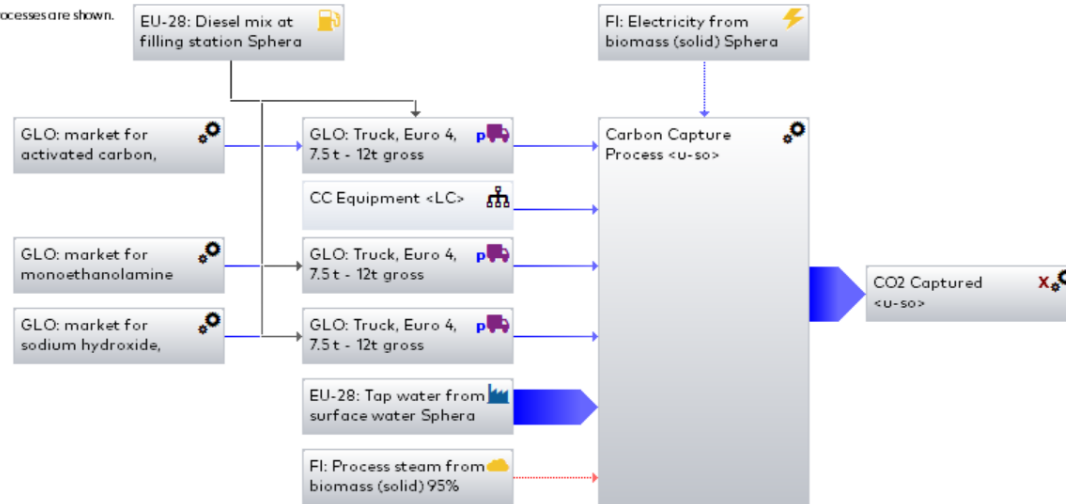 processes are shown.
EU-28: Diesel mix at
filling station Sphera
FI: Electricity from
biomass (solid) Sphera
GLO: market for
activated carbon,
GLO: Truck, Euro 4,
7.5 t - 12t gross
p
Carbon Capture
Process <u-so>
CC Equipment <LC>
GLO: market for
monoethanolamine
GLO: Truck, Euro 4,
7.5 t - 12t gross
p
CO2 Captured
<u-so>
X
GLO: market for
sodium hydroxide,
GLO: Truck, Euro 4,
7.5 t - 12t gross
p
EU-28: Tap water from
surface water Sphera
FI: Process steam from
biomass (solid) 95%